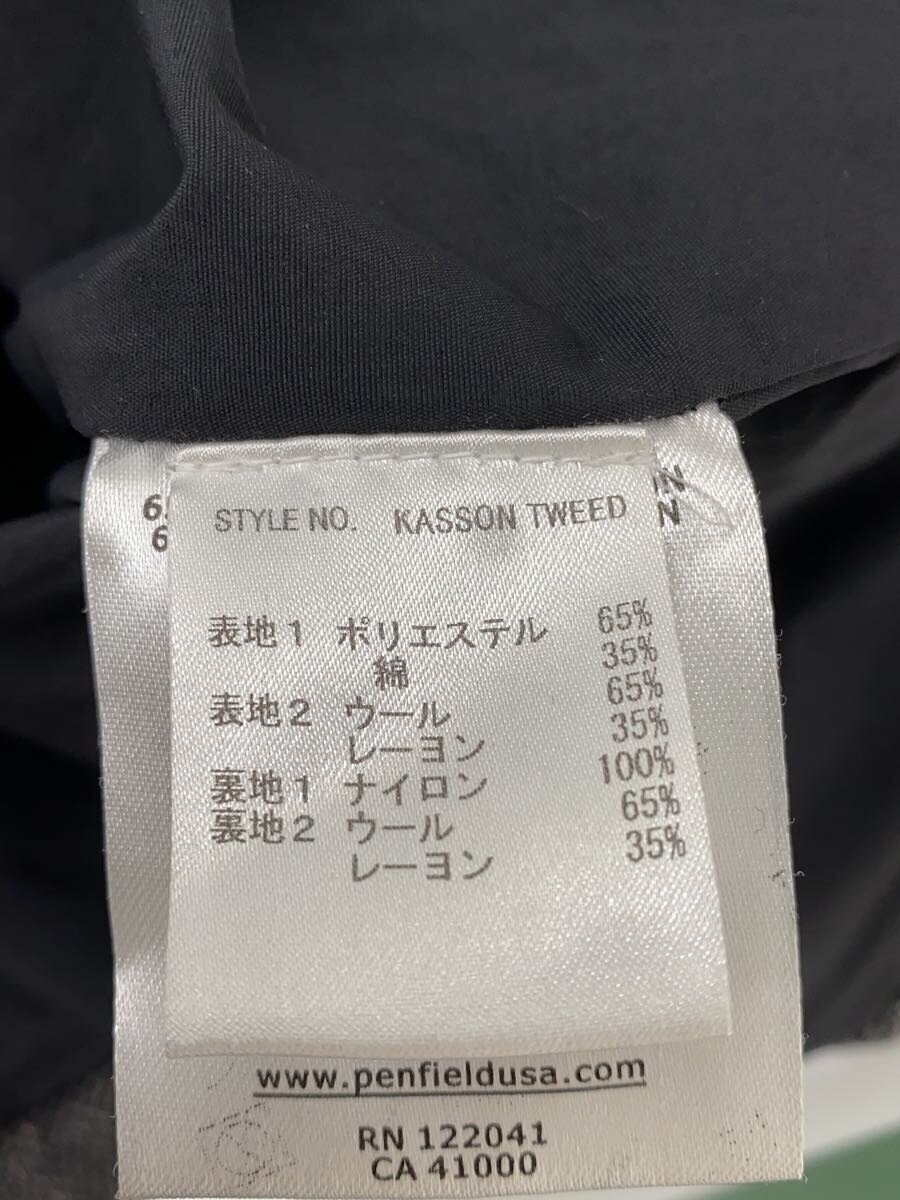 STYLE NO. KASSON TWEED
表地1 ポリエステル 65%
綿 35%
表地2 ウール 65%
レーヨン 35%
裏地1 ナイロン 100%
裏地2 ウール 65%
レーヨン 35%
www.penfieldusa.com
RN 122041
CA 41000